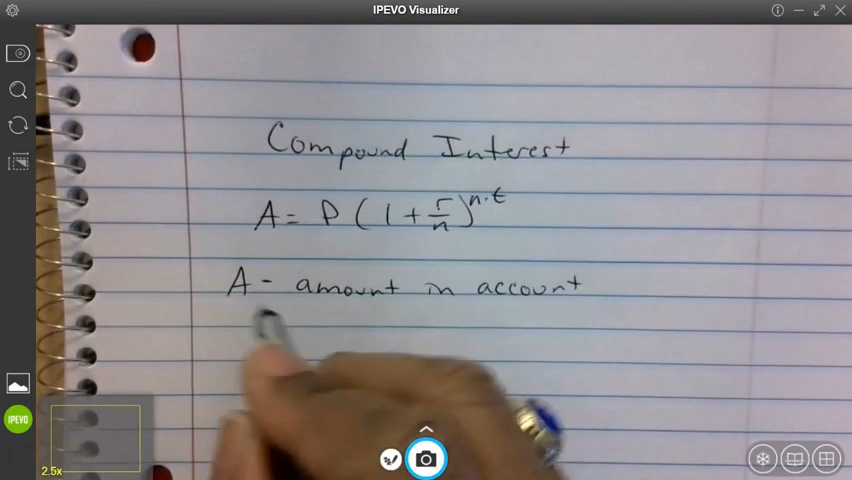 IPEVO Visualizer
Compound Interest
A = P ( 1 + r/n )^n·t
A - amount in account
IPEVO
2.5x